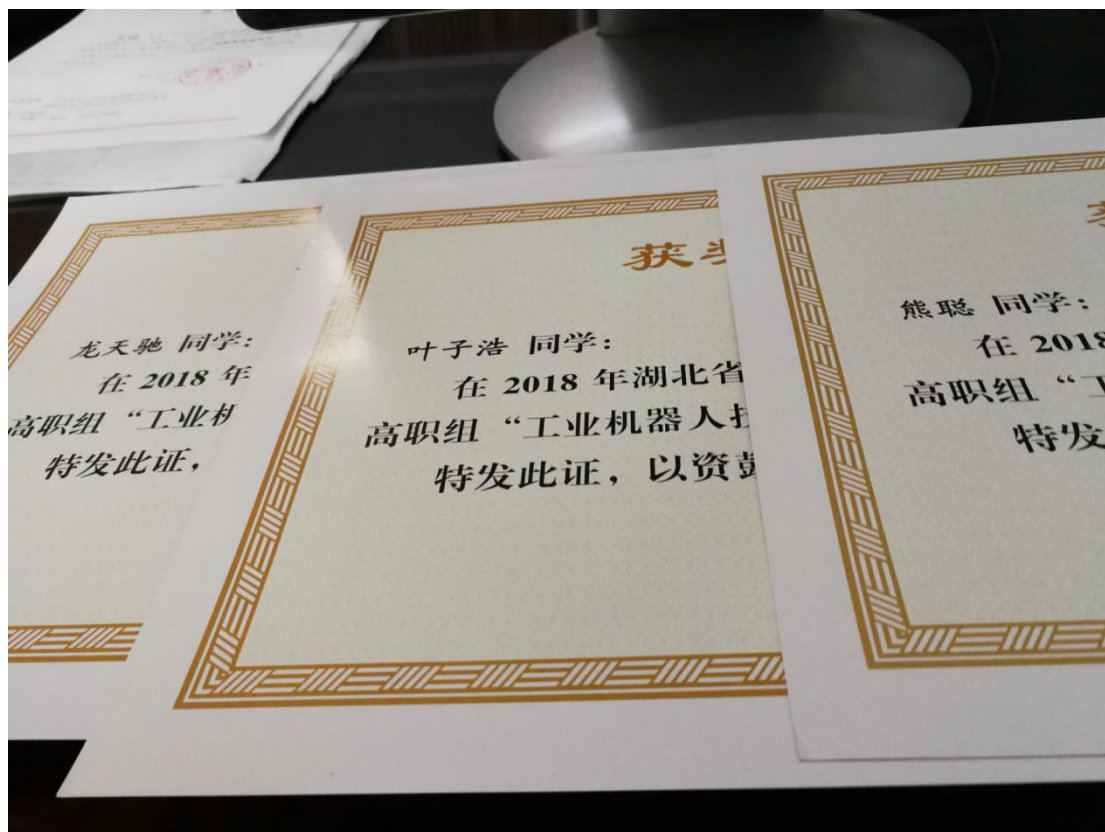 龙天驰 同学：
在 2018 年
高职组“工业机
特发此证，
获奖
叶子浩 同学：
在 2018 年湖北省
高职组“工业机器人技
特发此证，以资
熊聪 同学：
在 2018
高职组“工
特发